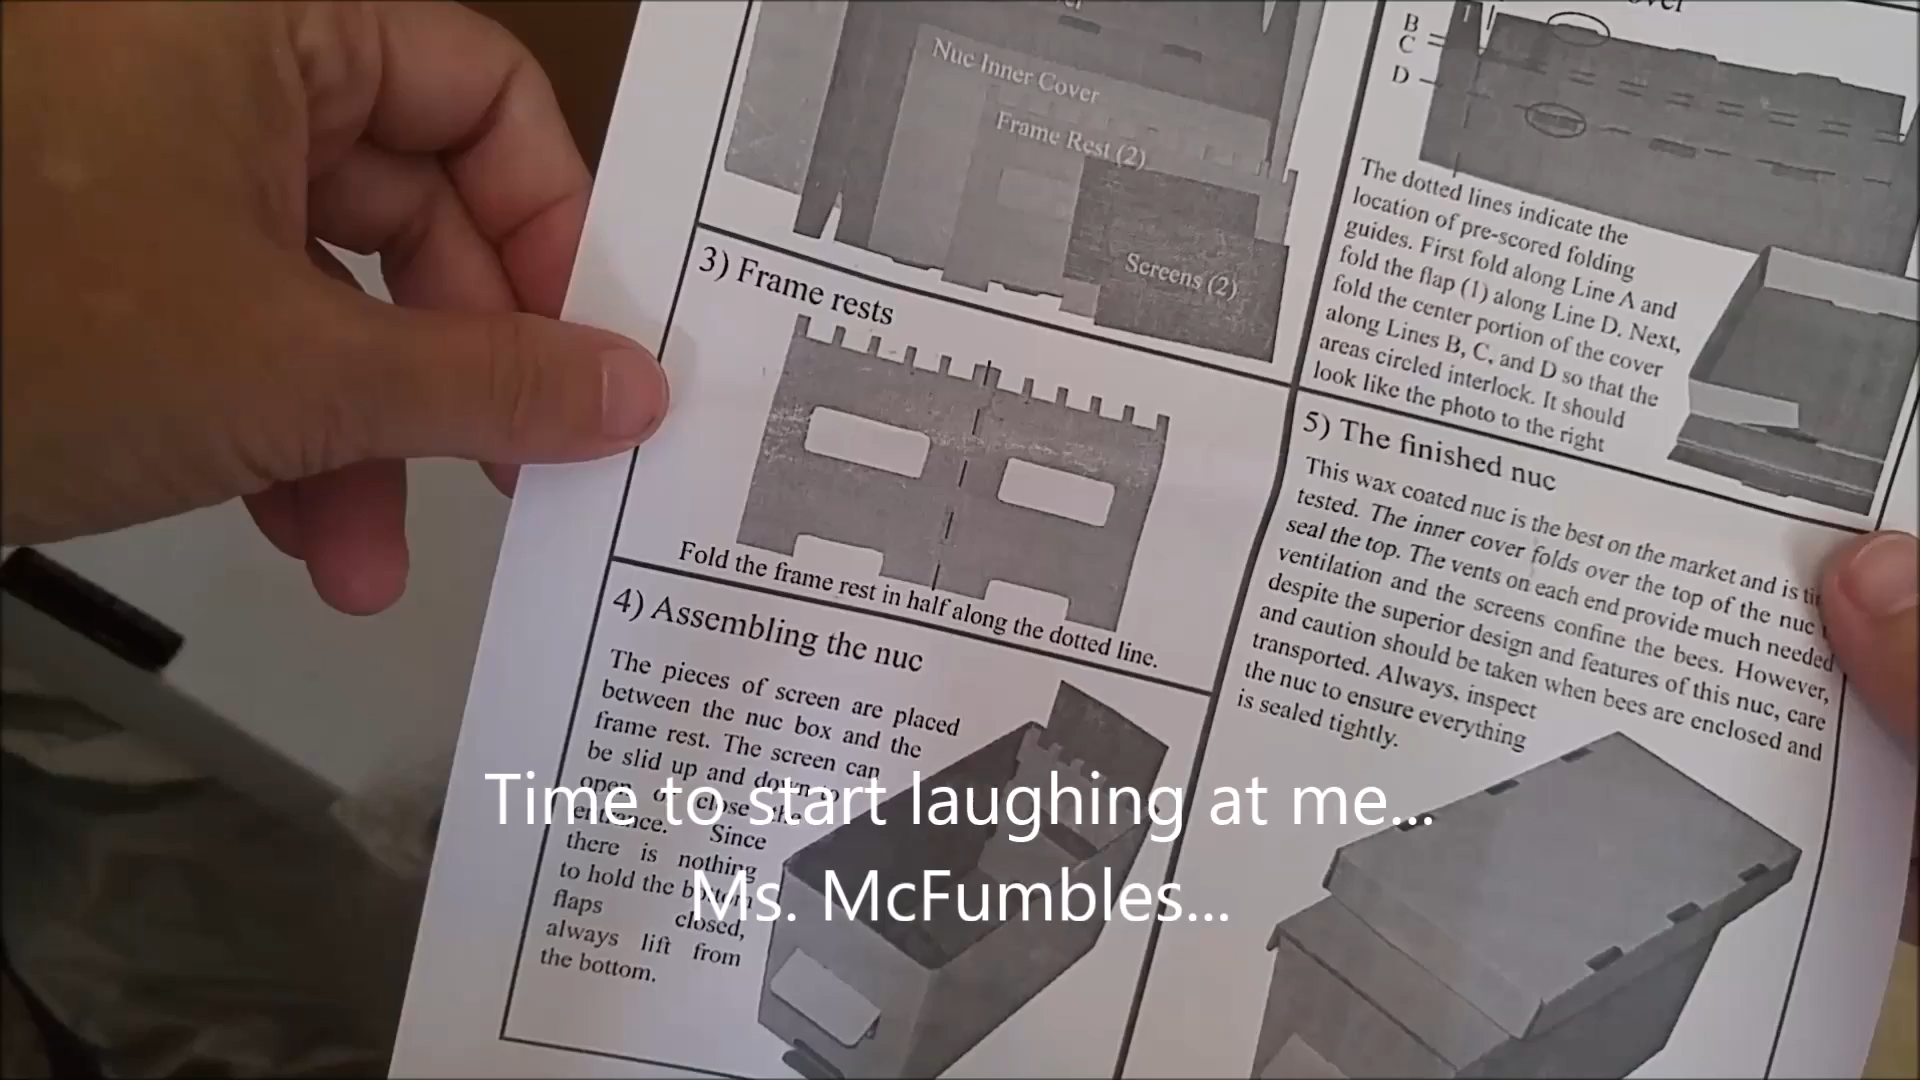 Nuc Inner Cover
Frame Rest (2)
Screens (2)
3) Frame rests
Fold the frame rest in half along the dotted line.
4) Assembling the nuc
The pieces of screen are placed
between the nuc box and the
frame rest. The screen can
be slid up and down to
open or close the
entrance. Since
there is nothing
to hold the bottom
flaps closed,
always lift from
the bottom.
B
C
D
1
The dotted lines indicate the
location of pre-scored folding
guides. First fold along Line A and
fold the flap (1) along Line D. Next,
fold the center portion of the cover
along Lines B, C, and D so that the
areas circled interlock. It should
look like the photo to the right
5) The finished nuc
This wax coated nuc is the best on the market and is
tested. The inner cover folds over the top of the nuc
seal the top. The vents on each end provide much needed
ventilation and the screens confine the bees. However,
despite the superior design and features of this nuc, care
and caution should be taken when bees are enclosed and
transported. Always, inspect
the nuc to ensure everything
is sealed tightly.
Time to start laughing at me...
Ms. McFumbles...